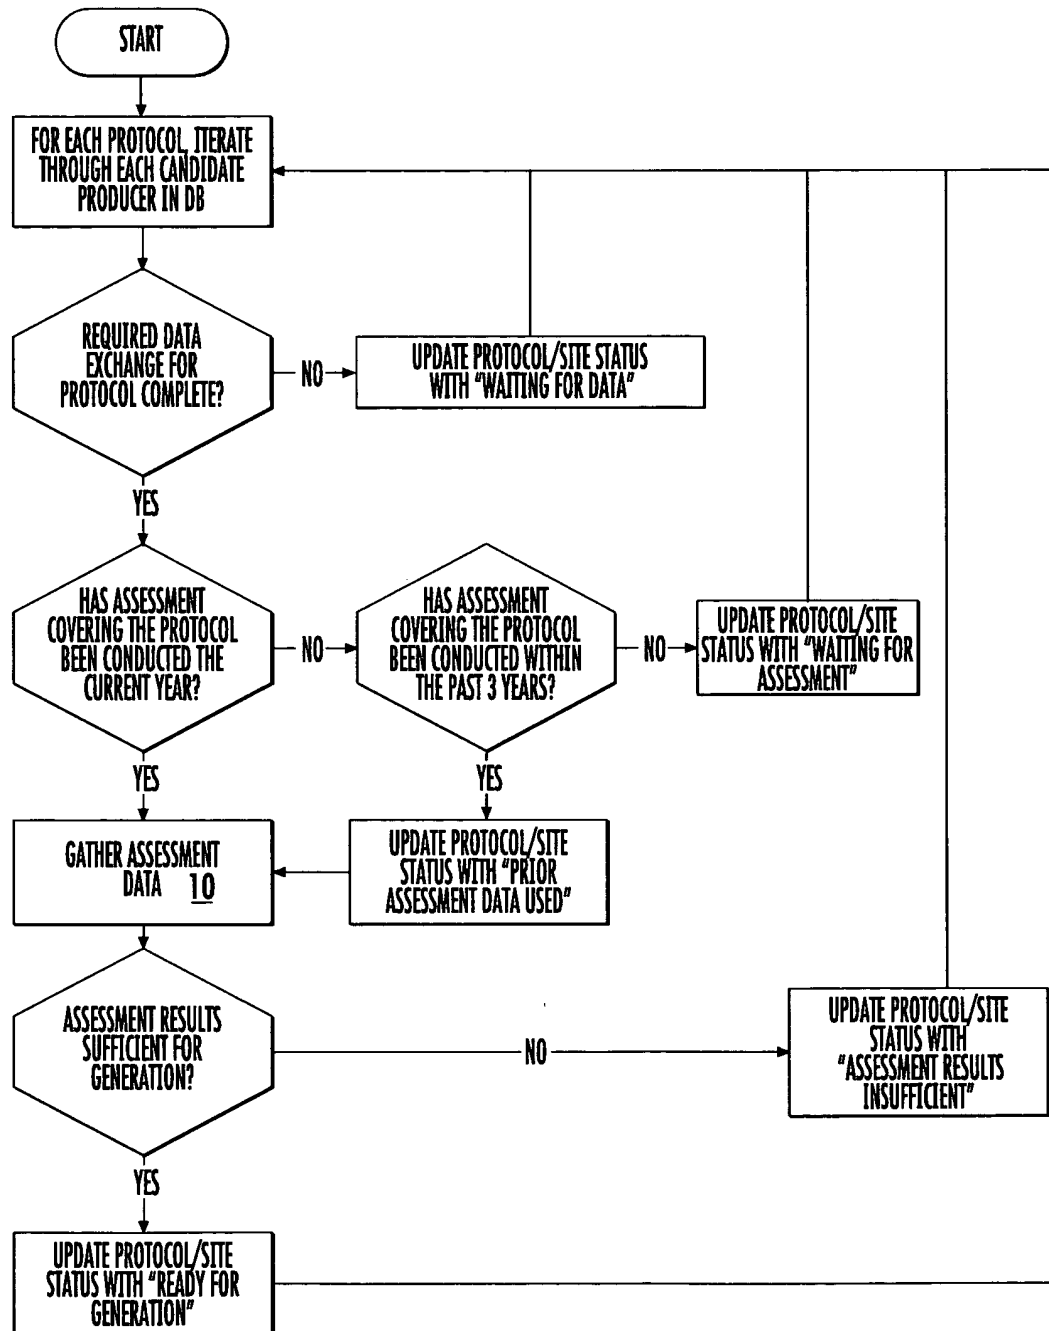 START
FOR EACH PROTOCOL, ITERATE
THROUGH EACH CANDIDATE
PRODUCER IN DB
REQUIRED DATA
EXCHANGE FOR
PROTOCOL COMPLETE?
NO
UPDATE PROTOCOL/SITE STATUS
WITH "WAITING FOR DATA"
YES
HAS ASSESSMENT
COVERING THE PROTOCOL
BEEN CONDUCTED THE
CURRENT YEAR?
NO
HAS ASSESSMENT
COVERING THE PROTOCOL
BEEN CONDUCTED WITHIN
THE PAST 3 YEARS?
NO
UPDATE PROTOCOL/SITE
STATUS WITH "WAITING FOR
ASSESSMENT"
YES
YES
GATHER ASSESSMENT
DATA 10
UPDATE PROTOCOL/SITE
STATUS WITH "PRIOR
ASSESSMENT DATA USED"
ASSESSMENT RESULTS
SUFFICIENT FOR
GENERATION?
NO
UPDATE PROTOCOL/SITE
STATUS WITH
"ASSESSMENT RESULTS
INSUFFICIENT"
YES
UPDATE PROTOCOL/SITE
STATUS WITH "READY FOR
GENERATION"